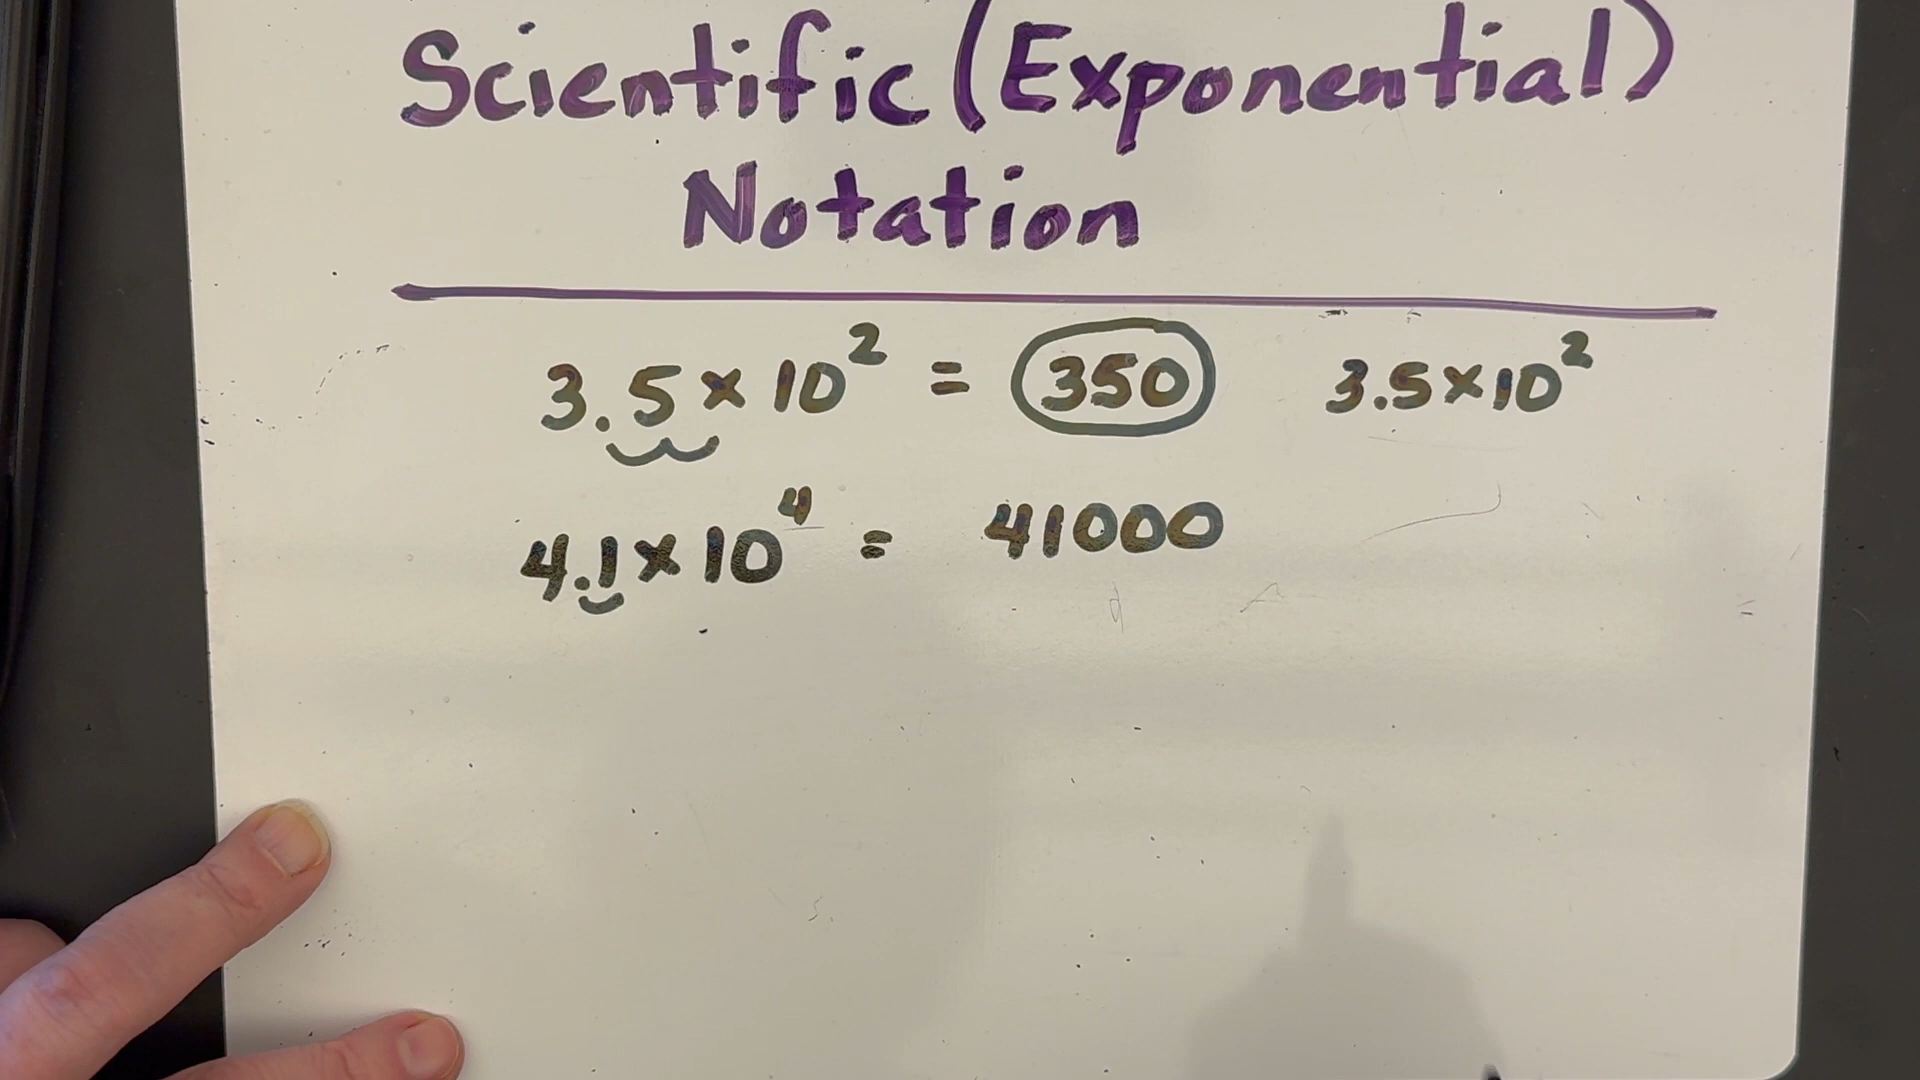 Scientific (Exponential)
Notation
3.5 × 10² = 350 3.5×10²
4.1×10⁴ = 41000